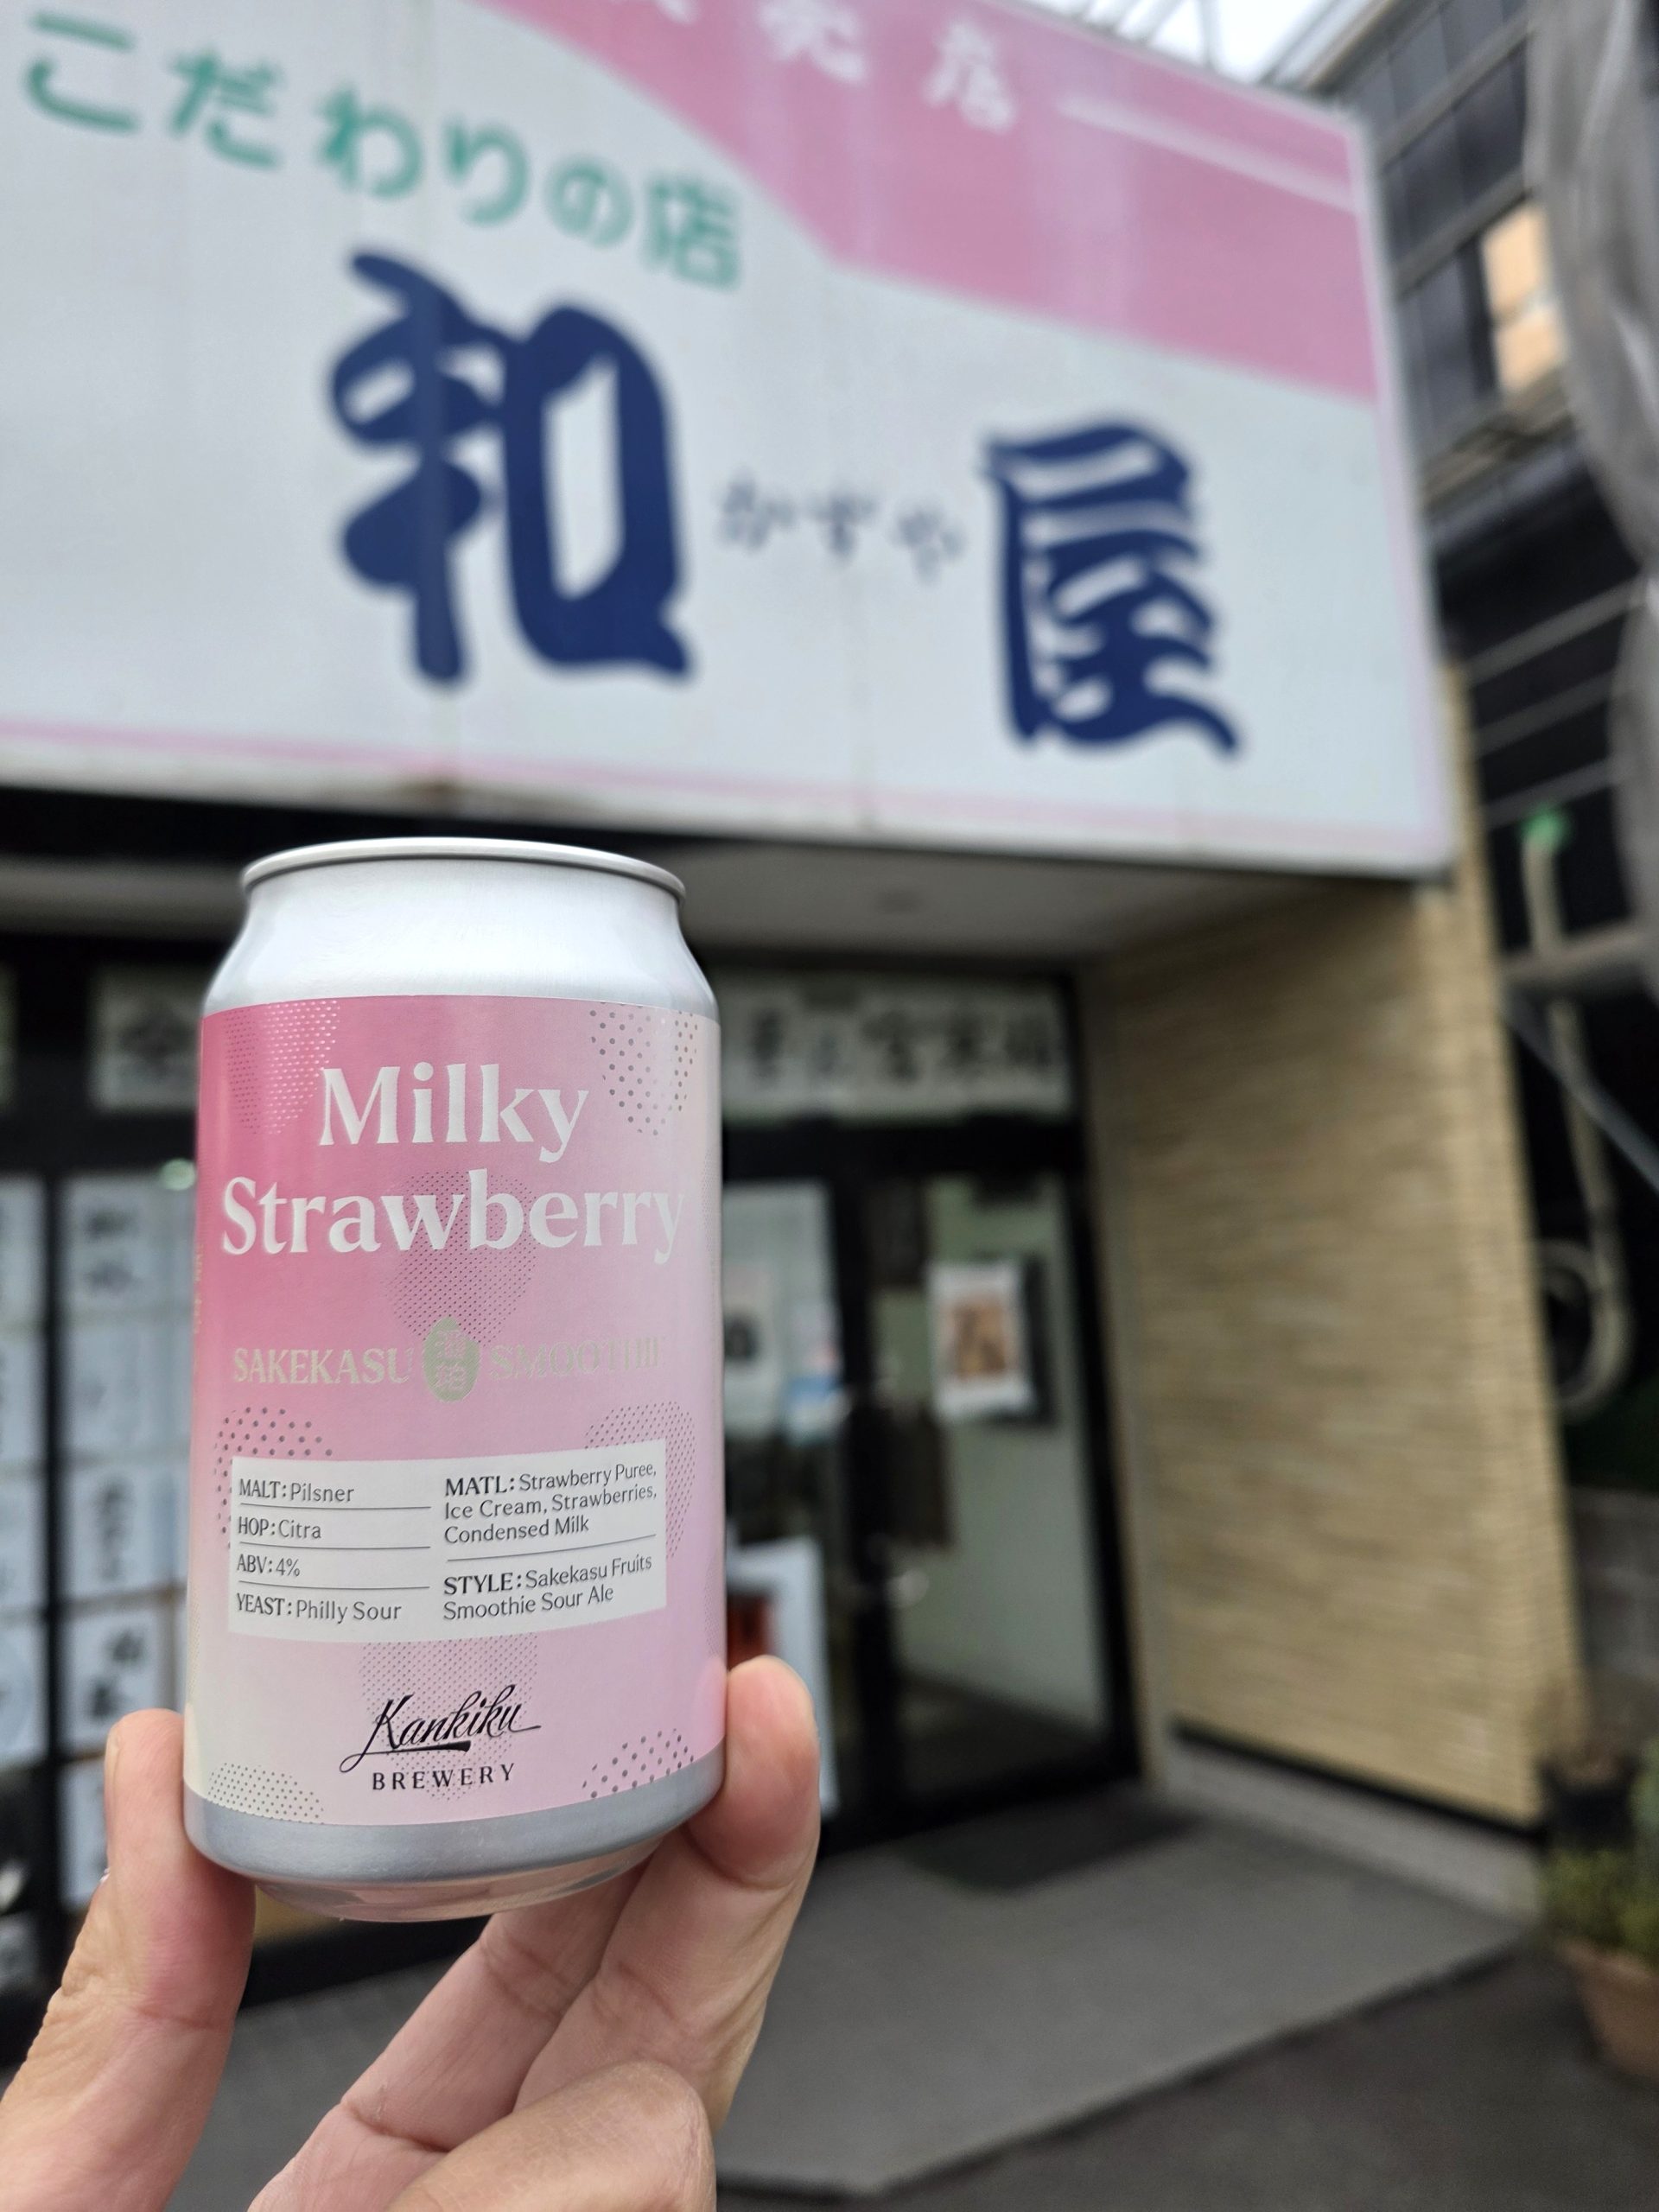 こだわりの店
和 かずや 屋
Milky
Strawberry
SAKEKASU 酒粕 SMOOTHIE
MALT: Pilsner
HOP: Citra
ABV: 4%
YEAST: Philly Sour
MATL: Strawberry Puree,
Ice Cream, Strawberries,
Condensed Milk
STYLE: Sakekasu Fruits
Smoothie Sour Ale
Kankiku
BREWERY